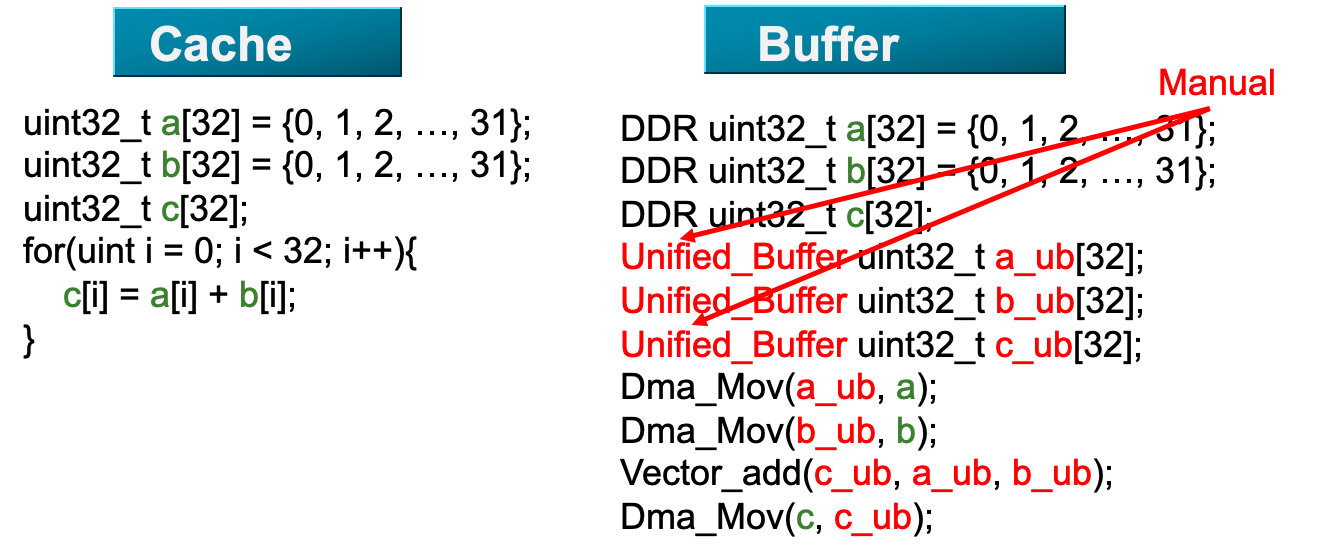 Cache
uint32_t a[32] = {0, 1, 2, …, 31};
uint32_t b[32] = {0, 1, 2, …, 31};
uint32_t c[32];
for(uint i = 0; i < 32; i++){
c[i] = a[i] + b[i];
}
Buffer
Manual
DDR uint32_t a[32] = {0, 1, 2, …, 31};
DDR uint32_t b[32] = {0, 1, 2, …, 31};
DDR uint32_t c[32];
Unified_Buffer uint32_t a_ub[32];
Unified_Buffer uint32_t b_ub[32];
Unified_Buffer uint32_t c_ub[32];
Dma_Mov(a_ub, a);
Dma_Mov(b_ub, b);
Vector_add(c_ub, a_ub, b_ub);
Dma_Mov(c, c_ub);